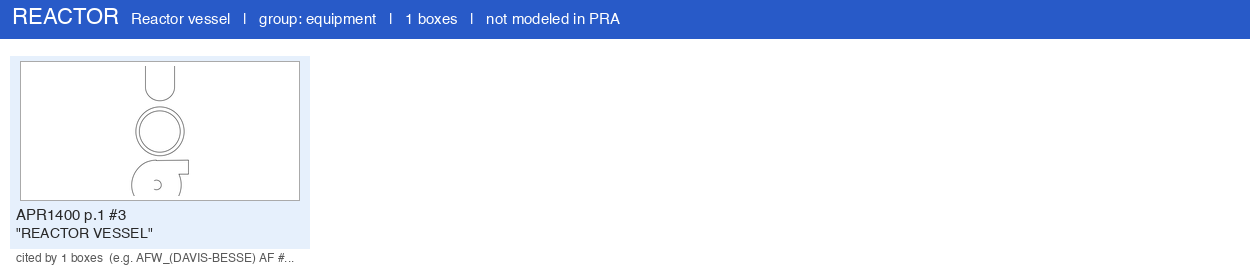 REACTOR Reactor vessel | group: equipment | 1 boxes | not modeled in PRA
APR1400 p.1 #3
"REACTOR VESSEL"
cited by 1 boxes (e.g. AFW_(DAVIS-BESSE) AF #...